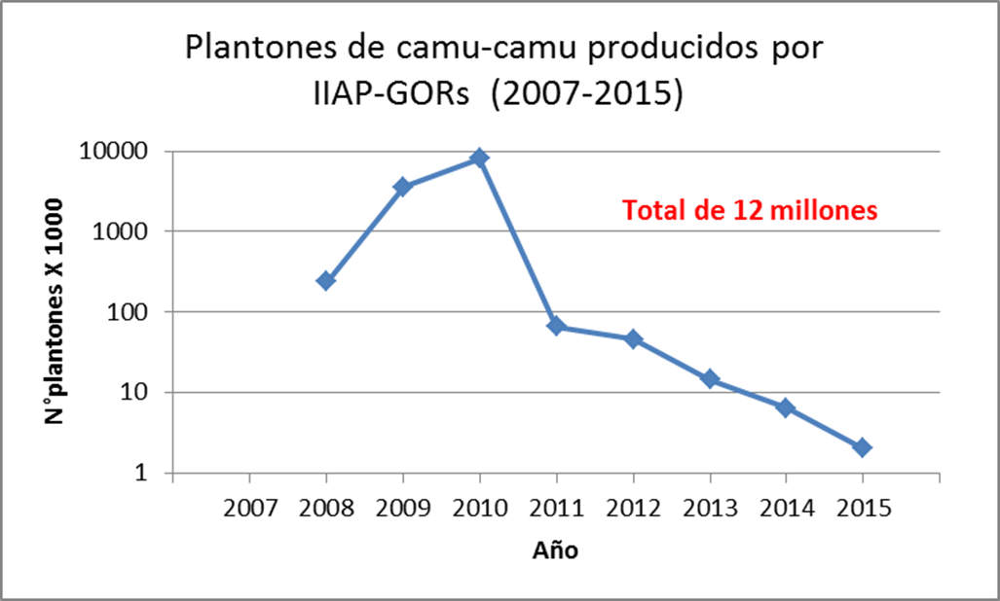 Plantones de camu-camu producidos por
IIAP-GORs (2007-2015)
10000
1000
100
10
1
N°plantones X 1000
Total de 12 millones
2007 2008 2009 2010 2011 2012 2013 2014 2015
Año